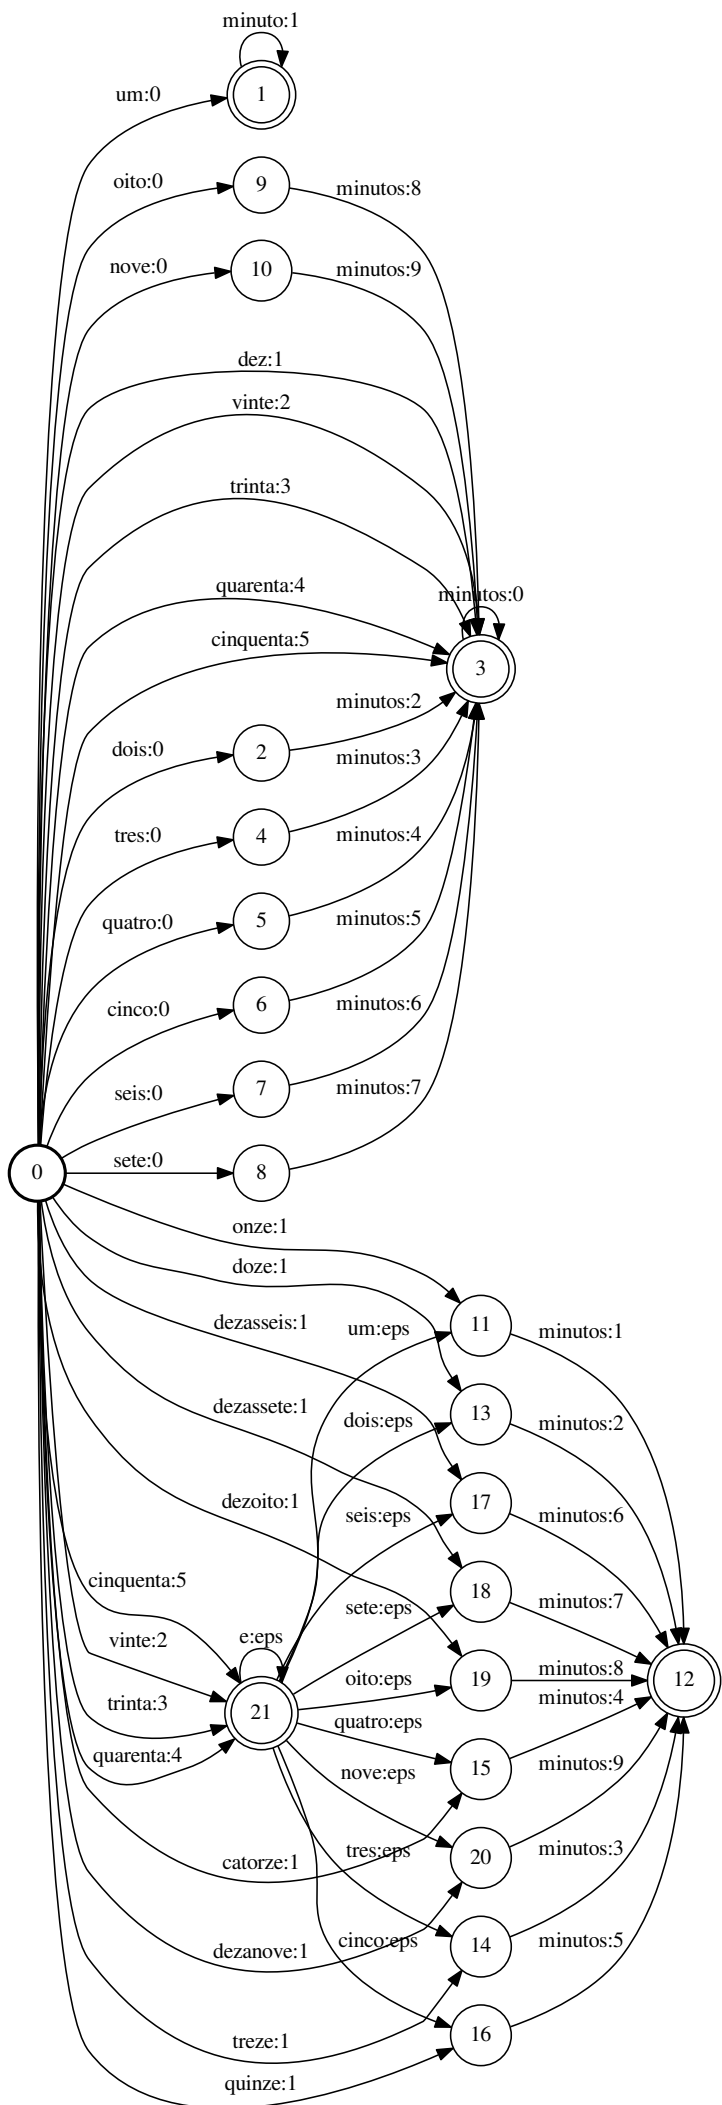 minuto:1
um:0
1
oito:0
9
minutos:8
nove:0
10
minutos:9
dez:1
vinte:2
trinta:3
quarenta:4
minutos:0
cinquenta:5
3
minutos:2
dois:0
2
minutos:3
tres:0
4
minutos:4
quatro:0
5
minutos:5
cinco:0
6
minutos:6
seis:0
7
minutos:7
sete:0
0
8
onze:1
doze:1
dezasseis:1
um:eps
11
minutos:1
dezassete:1
dois:eps
13
minutos:2
dezoito:1
seis:eps
17
minutos:6
cinquenta:5
sete:eps
18
minutos:7
vinte:2
e:eps
oito:eps
19
minutos:8
12
trinta:3
21
quatro:eps
minutos:4
quarenta:4
nove:eps
15
minutos:9
catorze:1
tres:eps
20
minutos:3
dezanove:1
cinco:eps
14
minutos:5
treze:1
16
quinze:1